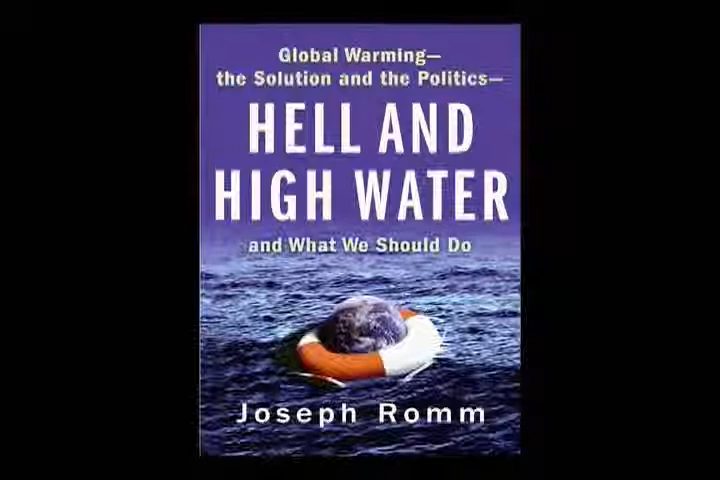 Global Warming—
the Solution and the Politics—
HELL AND
HIGH WATER
and What We Should Do
Joseph Romm